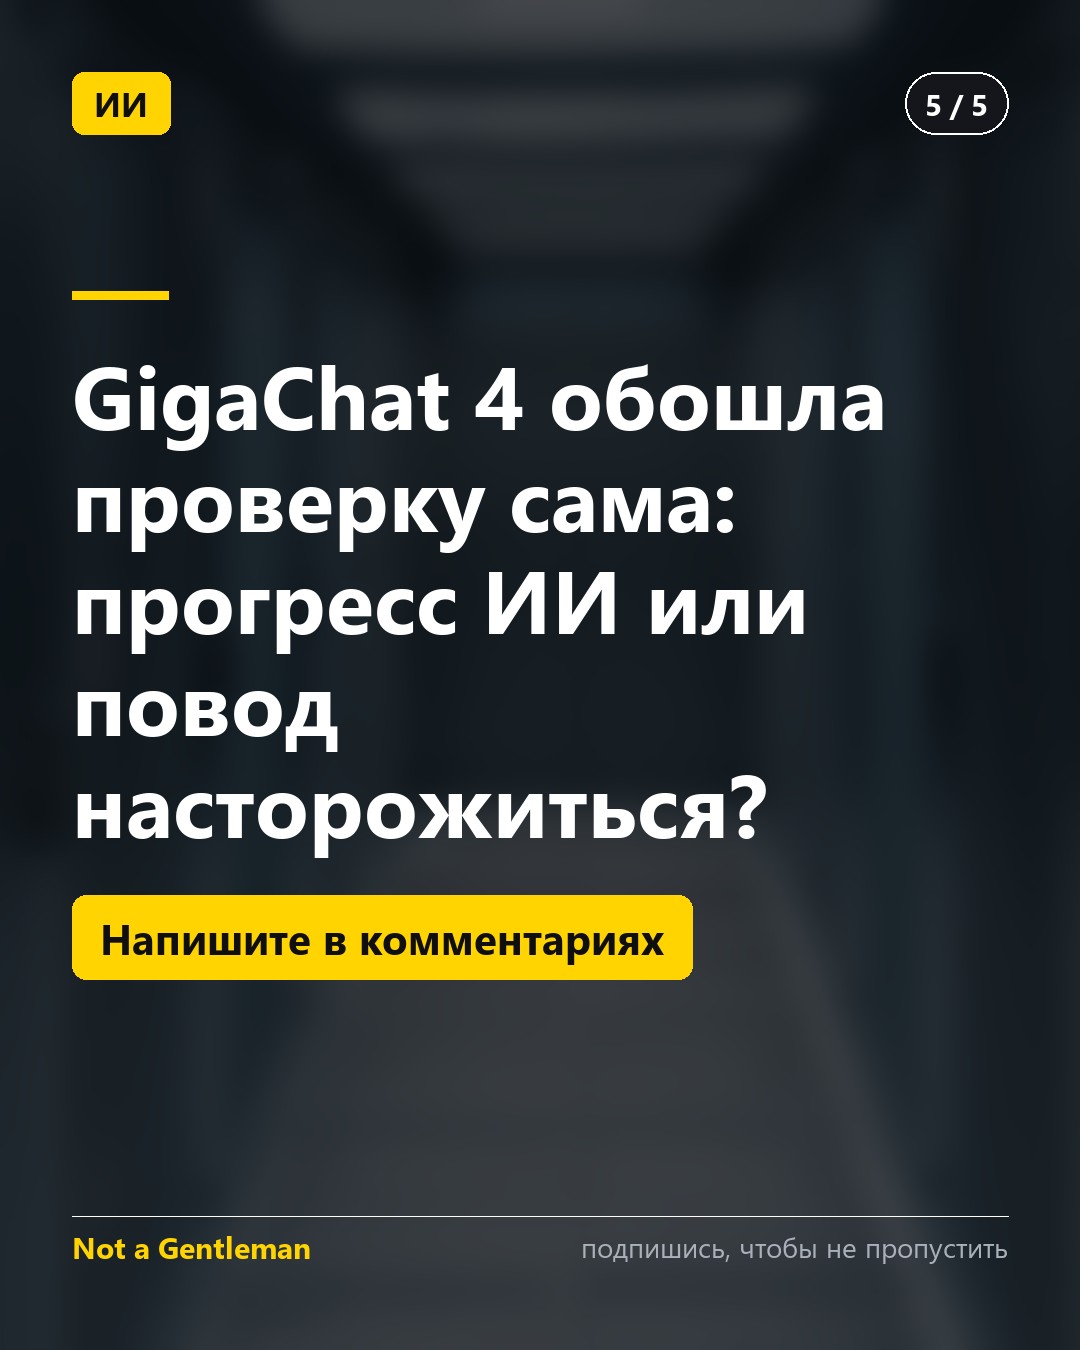 ИИ
5 / 5
GigaChat 4 обошла
проверку сама:
прогресс ИИ или
повод
насторожиться?
Напишите в комментариях
Not a Gentleman
подпишись, чтобы не пропустить